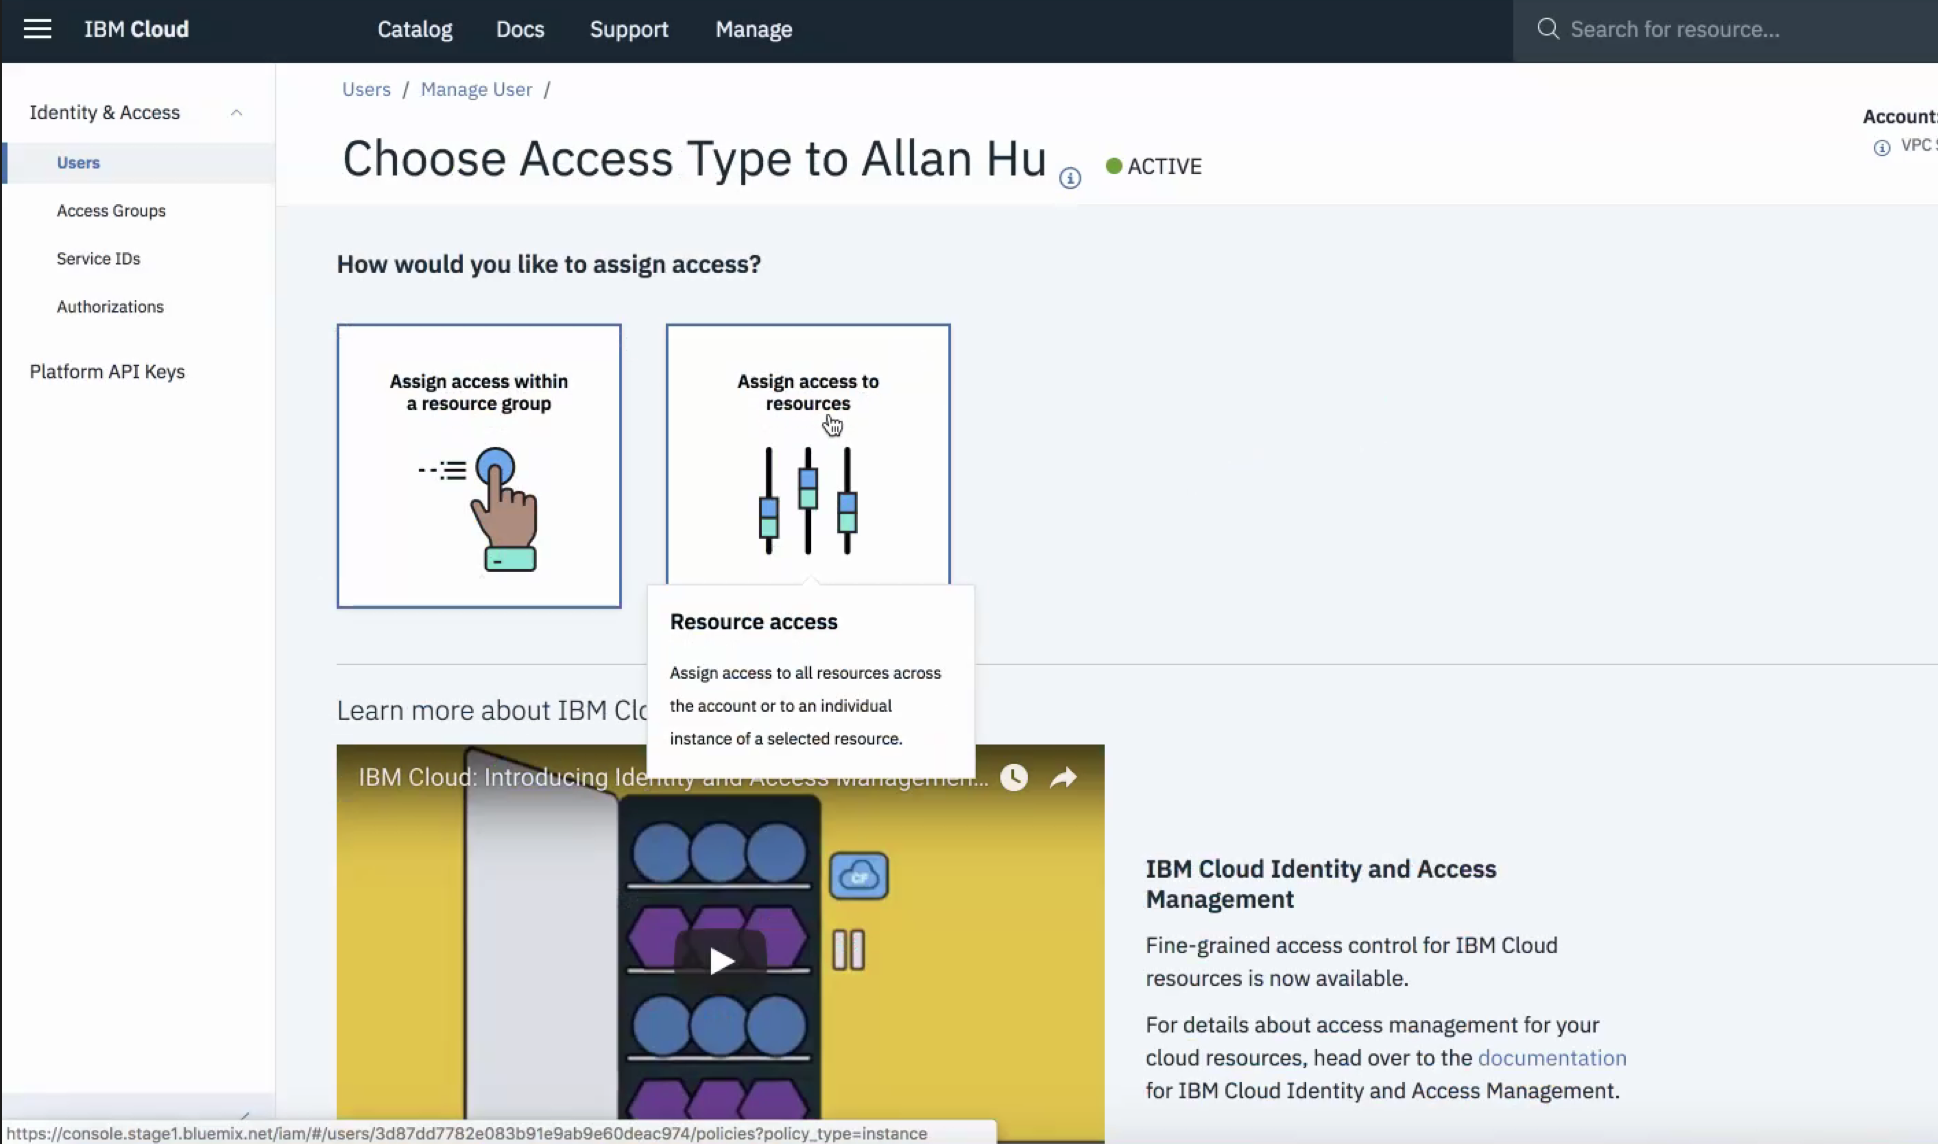 IBM Cloud
Catalog
Docs
Support
Manage
Search for resource...
Identity & Access
Users
Access Groups
Service IDs
Authorizations
Platform API Keys
Users / Manage User /
Choose Access Type to Allan Hu
ACTIVE
Account:
VPC
How would you like to assign access?
Assign access within
a resource group
Assign access to
resources
Resource access
Assign access to all resources across
the account or to an individual
instance of a selected resource.
Learn more about IBM
IBM Cloud: Introducing Identity and Access Managemen...
CF
IBM Cloud Identity and Access
Management
Fine-grained access control for IBM Cloud
resources is now available.
For details about access management for your
cloud resources, head over to the documentation
for IBM Cloud Identity and Access Management.
https://console.stage1.bluemix.net/iam/#/users/3d87dd7782e083b91e9ab9e60deac974/policies?policy_type=instance